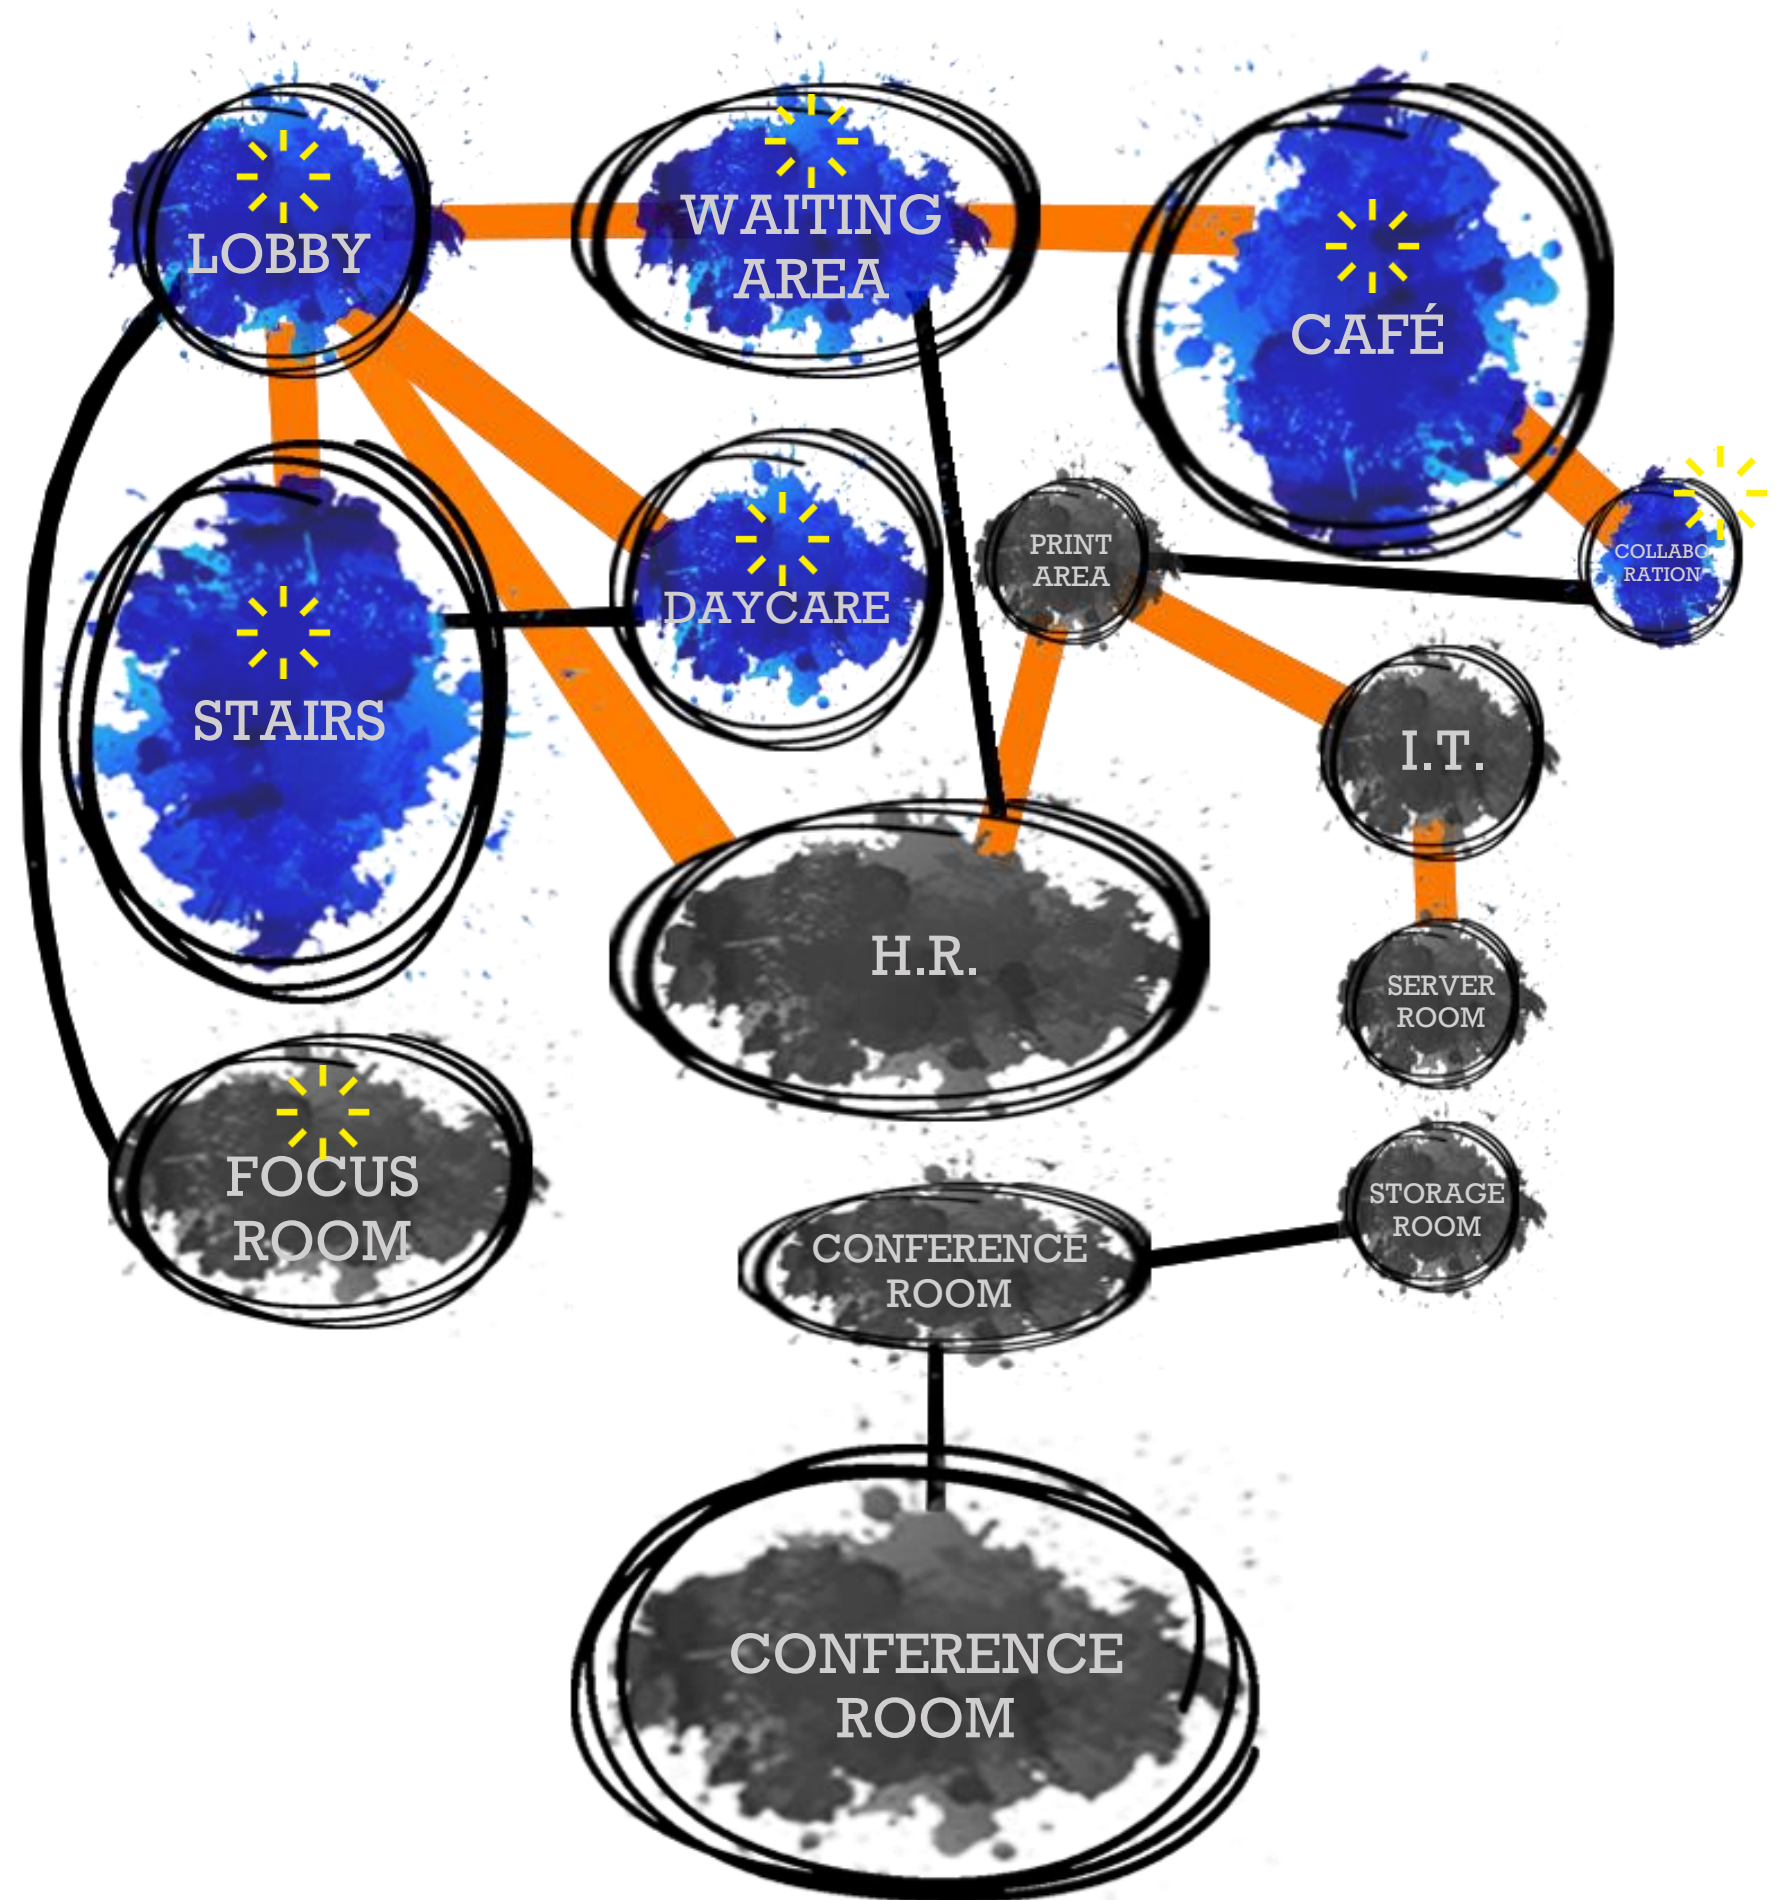 LOBBY
WAITING
AREA
CAFÉ
STAIRS
DAYCARE
PRINT
AREA
COLLABO
RATION
I.T.
H.R.
SERVER
ROOM
FOCUS
ROOM
CONFERENCE
ROOM
STORAGE
ROOM
CONFERENCE
ROOM